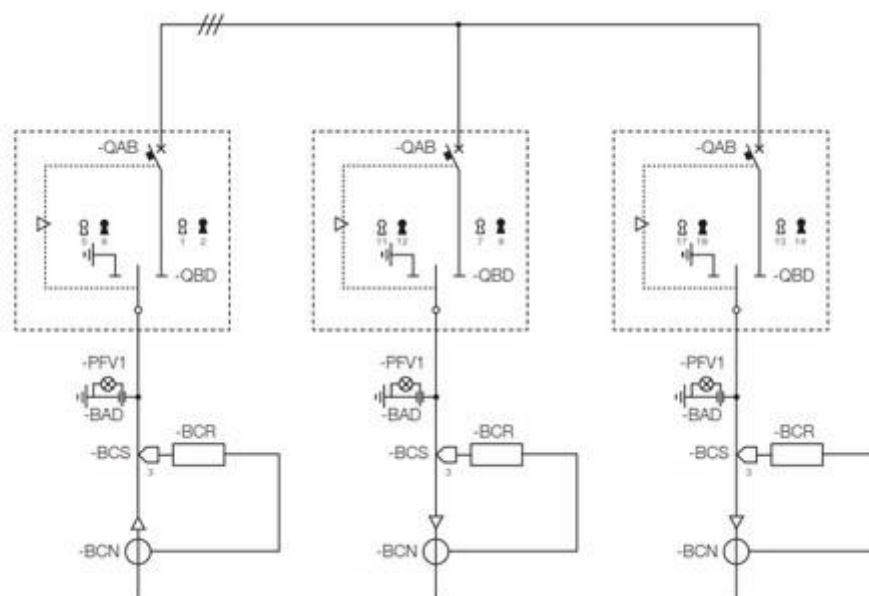 -QAB -QAB -QAB
5 6 1 2 11 12 7 8 17 18 13 14
-QBD -QBD -QBD
-PFV1 -PFV1 -PFV1
-BAD -BAD -BAD
-BCR -BCR -BCR
-BCS -BCS -BCS
3 3 3
-BCN -BCN -BCN